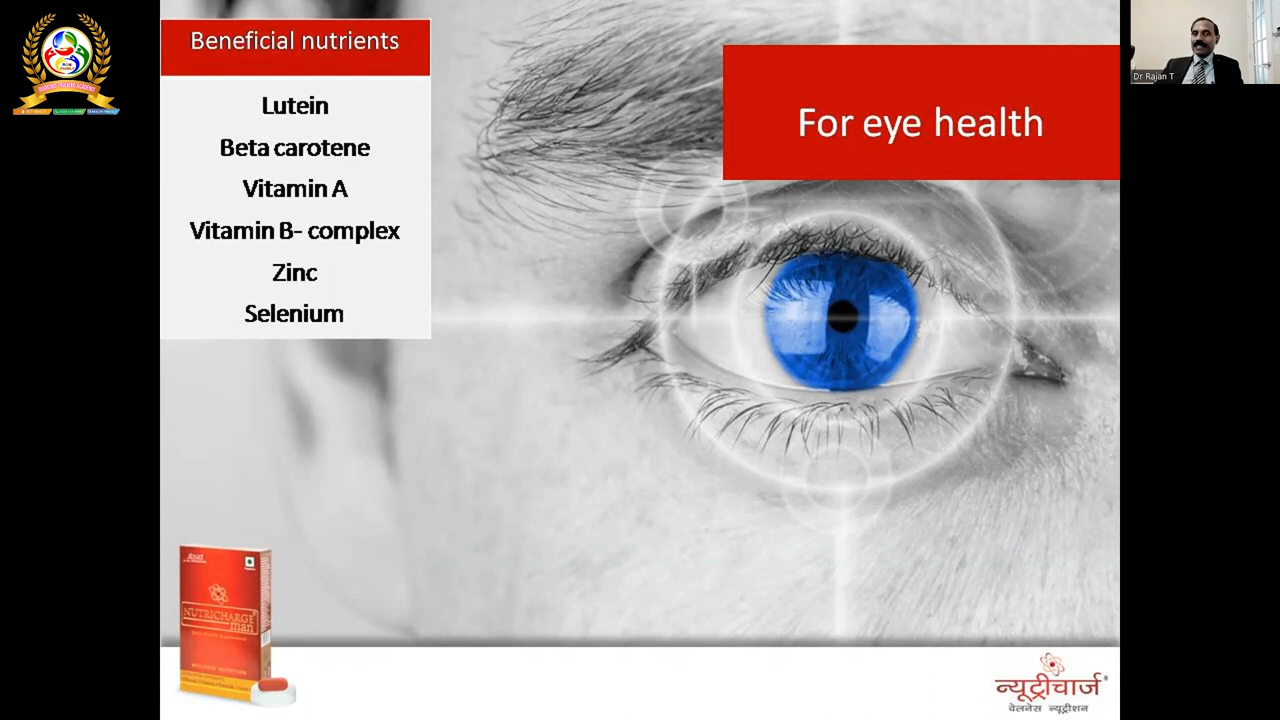 Beneficial nutrients
Lutein
Beta carotene
Vitamin A
Vitamin B- complex
Zinc
Selenium
For eye health
Dr Rajan T
NUTRICHARGE
man
न्यूट्रीचार्ज
वेलनेस न्यूट्रीशन